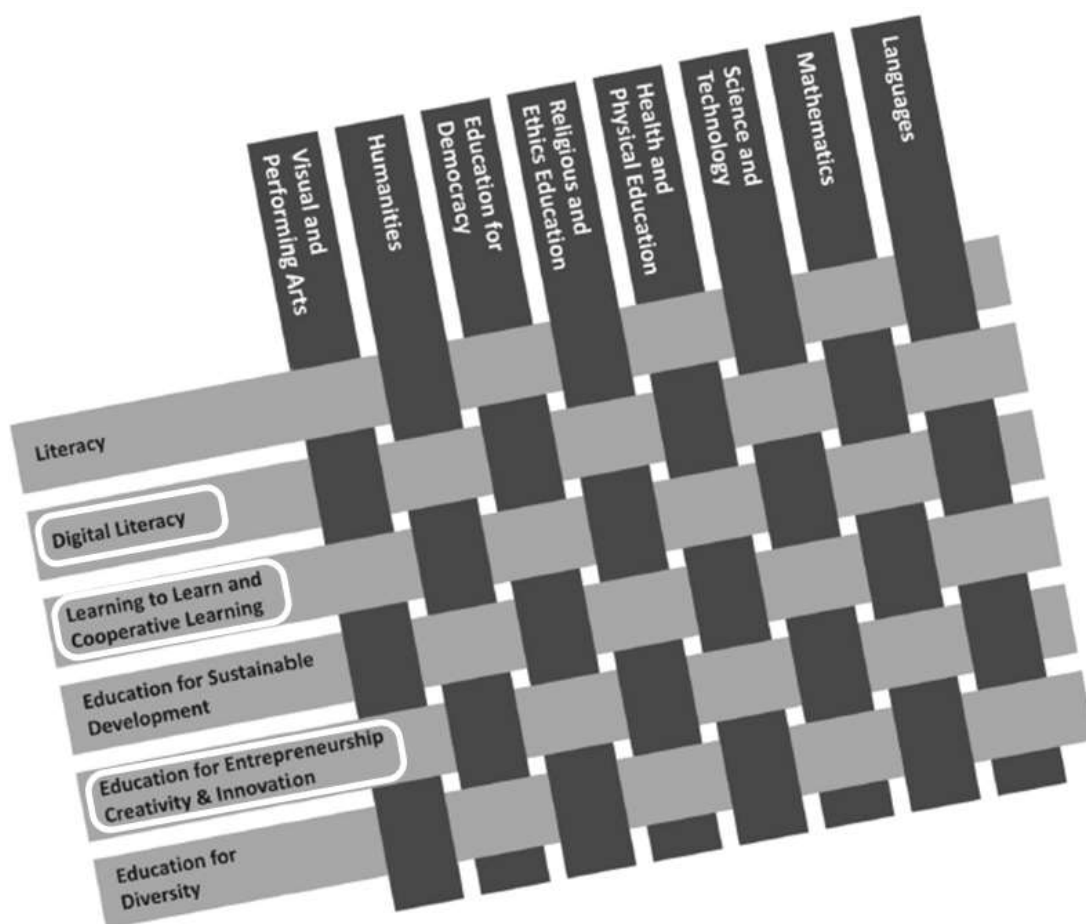 Visual and
Performing Arts
Humanities
Education for
Democracy
Religious and
Ethics Education
Health and
Physical Education
Science and
Technology
Mathematics
Languages
Literacy
Digital Literacy
Learning to Learn and
Cooperative Learning
Education for Sustainable
Development
Education for Entrepreneurship
Creativity & Innovation
Education for
Diversity